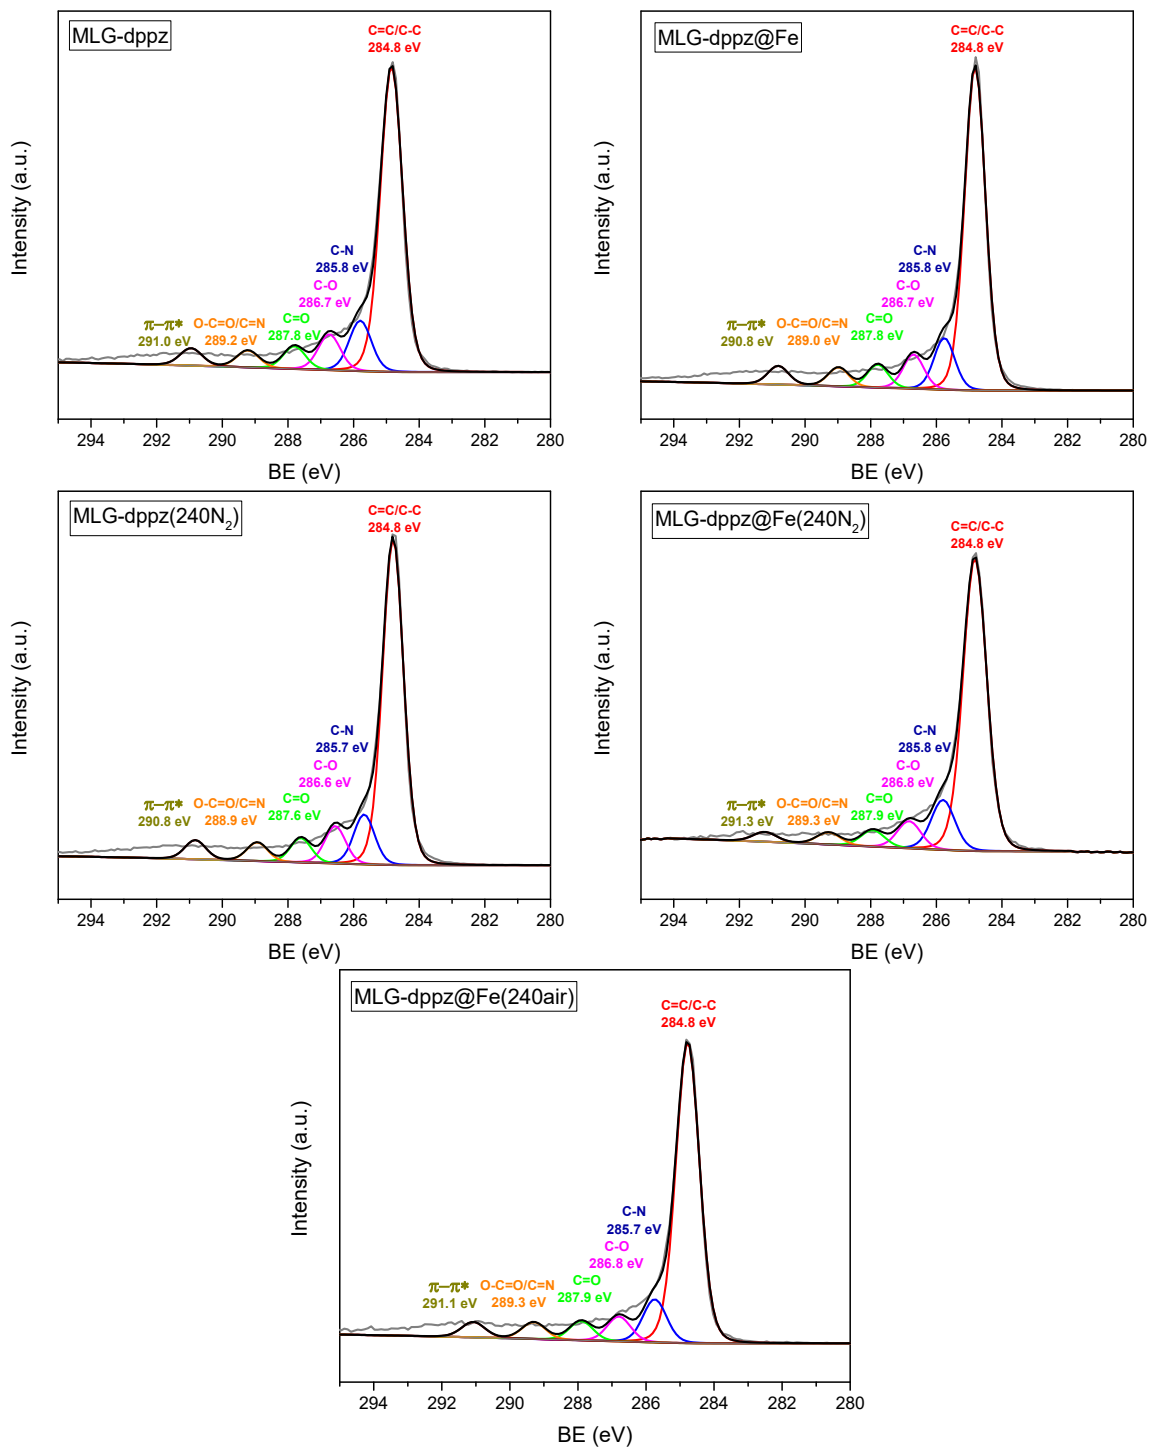 MLG-dppz
C=C/C-C
284.8 eV
C-N
285.8 eV
C-O
286.7 eV
C=O
287.8 eV
O-C=O/C=N
289.2 eV
π–π*
291.0 eV
Intensity (a.u.)
294 292 290 288 286 284 282 280
BE (eV)
MLG-dppz@Fe
C=C/C-C
284.8 eV
C-N
285.8 eV
C-O
286.7 eV
C=O
287.8 eV
O-C=O/C=N
289.0 eV
π–π*
290.8 eV
Intensity (a.u.)
294 292 290 288 286 284 282 280
BE (eV)
MLG-dppz(240N₂)
C=C/C-C
284.8 eV
C-N
285.7 eV
C-O
286.6 eV
C=O
287.6 eV
O-C=O/C=N
288.9 eV
π–π*
290.8 eV
Intensity (a.u.)
294 292 290 288 286 284 282 280
BE (eV)
MLG-dppz@Fe(240N₂)
C=C/C-C
284.8 eV
C-N
285.8 eV
C-O
286.8 eV
C=O
287.9 eV
O-C=O/C=N
289.3 eV
π–π*
291.3 eV
Intensity (a.u.)
294 292 290 288 286 284 282 280
BE (eV)
MLG-dppz@Fe(240air)
C=C/C-C
284.8 eV
C-N
285.7 eV
C-O
286.8 eV
C=O
287.9 eV
O-C=O/C=N
289.3 eV
π–π*
291.1 eV
Intensity (a.u.)
294 292 290 288 286 284 282 280
BE (eV)